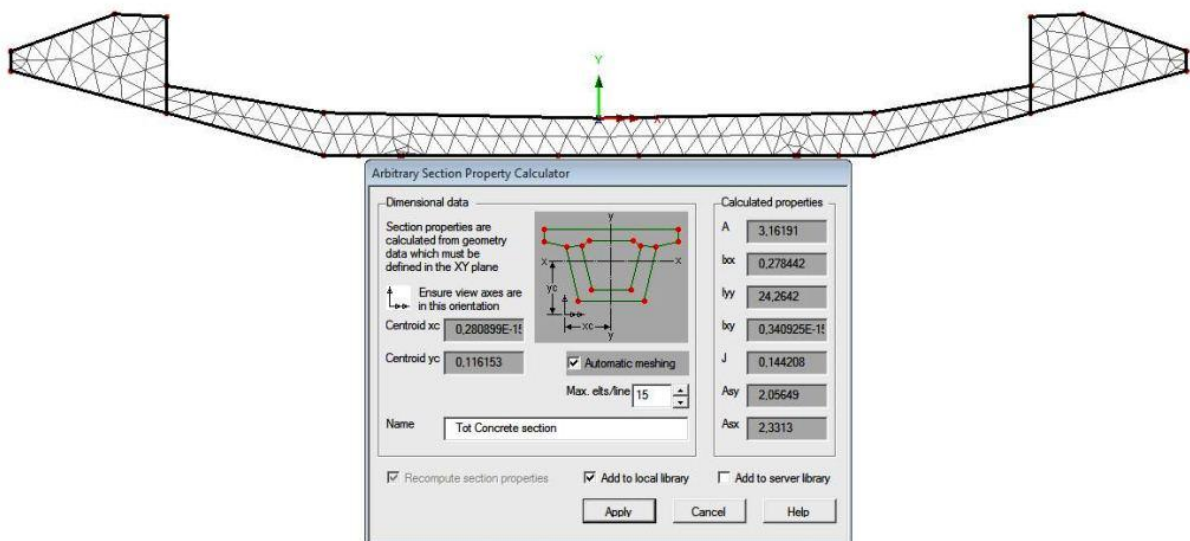 Y
X
Arbitrary Section Property Calculator
Dimensional data
Section properties are
calculated from geometry
data which must be
defined in the XY plane
Ensure view axes are
in this orientation
Centroid xc 0,280899E-15
Centroid yc 0,116153
y
x x
yc
xc
y
Automatic meshing
Max. elts/line 15
Name Tot Concrete section
Calculated properties
A 3,16191
Ixx 0,278442
Iyy 24,2642
Ixy 0,340925E-15
J 0,144208
Asy 2,05649
Asx 2,3313
Recompute section properties Add to local library Add to server library
Apply Cancel Help